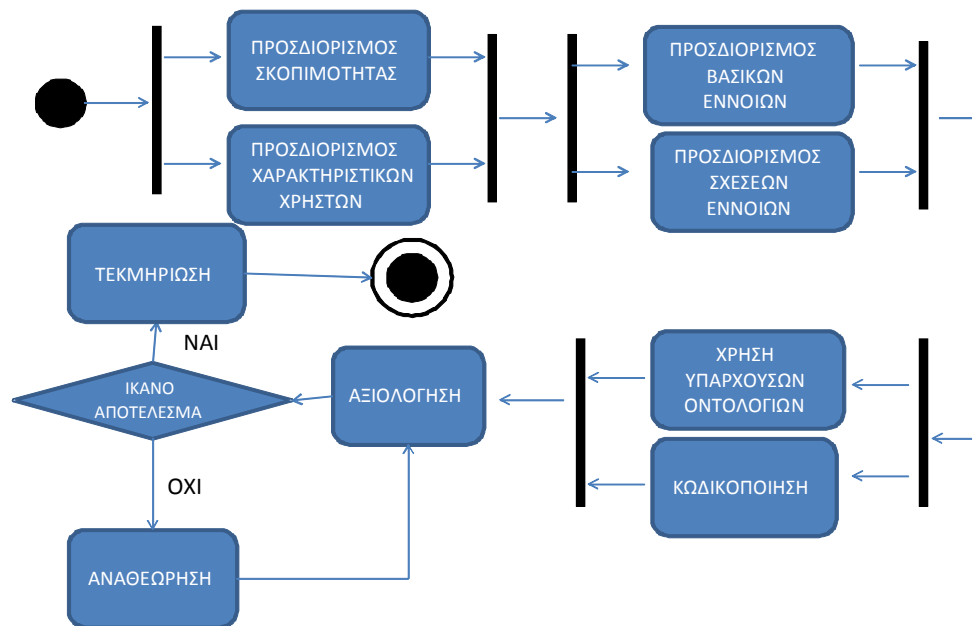 ΠΡΟΣΔΙΟΡΙΣΜΟΣ
ΣΚΟΠΙΜΟΤΗΤΑΣ
ΠΡΟΣΔΙΟΡΙΣΜΟΣ
ΧΑΡΑΚΤΗΡΙΣΤΙΚΩΝ
ΧΡΗΣΤΩΝ
ΠΡΟΣΔΙΟΡΙΣΜΟΣ
ΒΑΣΙΚΩΝ
ΕΝΝΟΙΩΝ
ΠΡΟΣΔΙΟΡΙΣΜΟΣ
ΣΧΕΣΕΩΝ
ΕΝΝΟΙΩΝ
ΧΡΗΣΗ
ΥΠΑΡΧΟΥΣΩΝ
ΟΝΤΟΛΟΓΙΩΝ
ΚΩΔΙΚΟΠΟΙΗΣΗ
ΑΞΙΟΛΟΓΗΣΗ
ΙΚΑΝΟ
ΑΠΟΤΕΛΕΣΜΑ
ΝΑΙ
ΤΕΚΜΗΡΙΩΣΗ
ΟΧΙ
ΑΝΑΘΕΩΡΗΣΗ